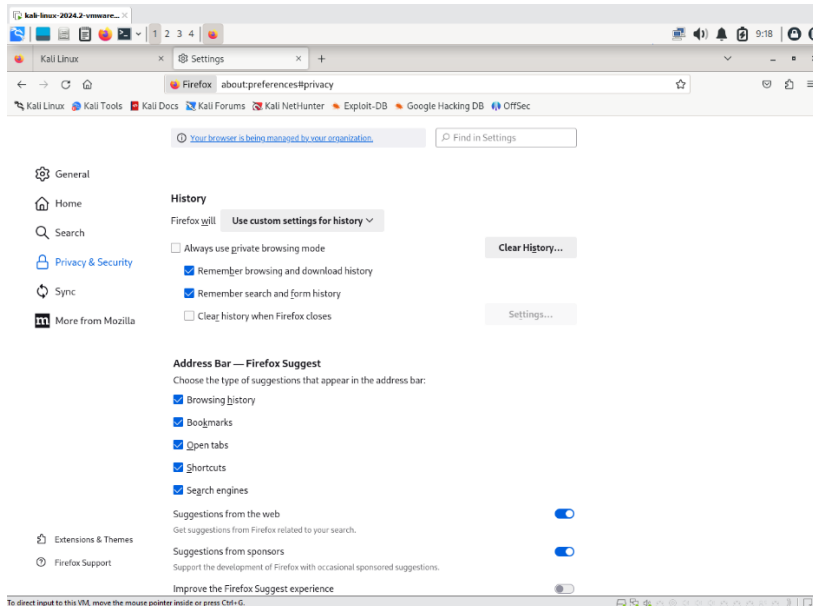 kali-linux-2024.2-vmware...
1 2 3 4 9:18
Kali Linux Settings
Firefox about:preferences#privacy
Kali Linux Kali Tools Kali Docs Kali Forums Kali NetHunter Exploit-DB Google Hacking DB OffSec
Your browser is being managed by your organization. Find in Settings
General
Home
Search
Privacy & Security
Sync
More from Mozilla
Extensions & Themes
Firefox Support
History
Firefox will Use custom settings for history
Always use private browsing mode Clear History...
Remember browsing and download history
Remember search and form history
Clear history when Firefox closes Settings...
Address Bar — Firefox Suggest
Choose the type of suggestions that appear in the address bar:
Browsing history
Bookmarks
Open tabs
Shortcuts
Search engines
Suggestions from the web
Get suggestions from Firefox related to your search.
Suggestions from sponsors
Support the development of Firefox with occasional sponsored suggestions.
Improve the Firefox Suggest experience
To direct input to this VM, move the mouse pointer inside or press Ctrl+G.